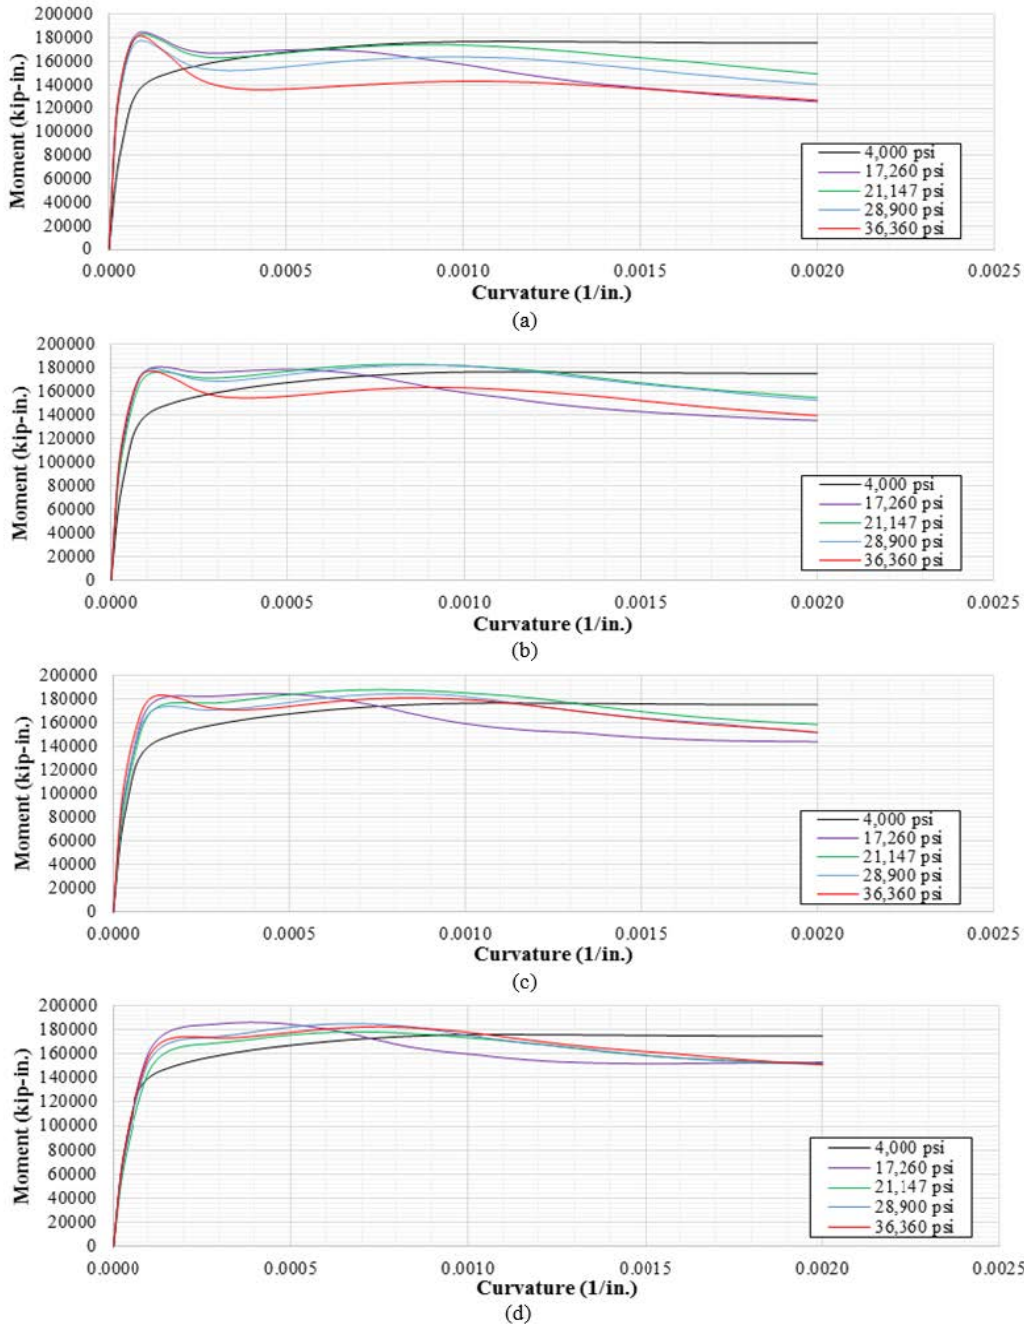 200000
180000
160000
140000
120000
100000
80000
60000
40000
20000
0
Moment (kip-in.)
4,000 psi
17,260 psi
21,147 psi
28,900 psi
36,360 psi
0.0000 0.0005 0.0010 0.0015 0.0020 0.0025
Curvature (1/in.)
(a)
200000
180000
160000
140000
120000
100000
80000
60000
40000
20000
0
Moment (kip-in.)
4,000 psi
17,260 psi
21,147 psi
28,900 psi
36,360 psi
0.0000 0.0005 0.0010 0.0015 0.0020 0.0025
Curvature (1/in.)
(b)
200000
180000
160000
140000
120000
100000
80000
60000
40000
20000
0
Moment (kip-in.)
4,000 psi
17,260 psi
21,147 psi
28,900 psi
36,360 psi
0.0000 0.0005 0.0010 0.0015 0.0020 0.0025
Curvature (1/in.)
(c)
200000
180000
160000
140000
120000
100000
80000
60000
40000
20000
0
Moment (kip-in.)
4,000 psi
17,260 psi
21,147 psi
28,900 psi
36,360 psi
0.0000 0.0005 0.0010 0.0015 0.0020 0.0025
Curvature (1/in.)
(d)